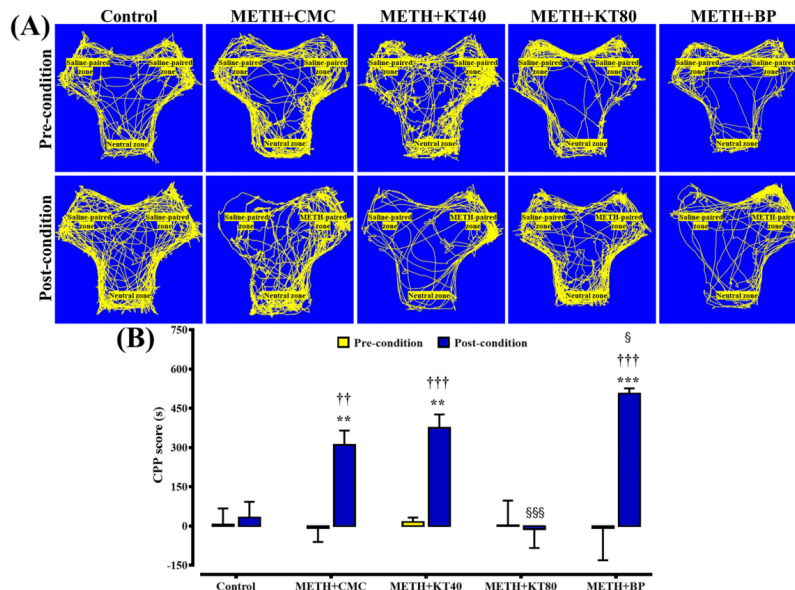 (A)
Control METH+CMC METH+KT40 METH+KT80 METH+BP
Pre-condition
Saline-paired zone
Saline-paired zone
Neutral zone
Saline-paired zone
Saline-paired zone
Neutral zone
Saline-paired zone
Saline-paired zone
Neutral zone
Saline-paired zone
Saline-paired zone
Neutral zone
Saline-paired zone
Saline-paired zone
Neutral zone
Post-condition
Saline-paired zone
Saline-paired zone
Neutral zone
Saline-paired zone
METH-paired zone
Neutral zone
Saline-paired zone
METH-paired zone
Neutral zone
Saline-paired zone
METH-paired zone
Neutral zone
Saline-paired zone
METH-paired zone
Neutral zone
(B)
Pre-condition Post-condition
CPP score (s)
750
600
450
300
150
0
-150
††
**
†††
**
§§§
§
†††
***
Control METH+CMC METH+KT40 METH+KT80 METH+BP